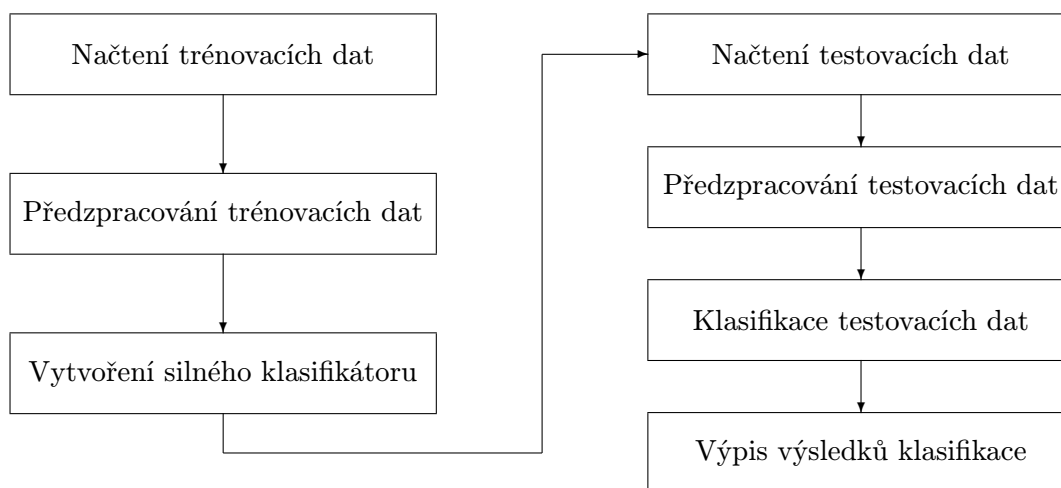 Načtení trénovacích dat
Předzpracování trénovacích dat
Vytvoření silného klasifikátoru
Načtení testovacích dat
Předzpracování testovacích dat
Klasifikace testovacích dat
Výpis výsledků klasifikace